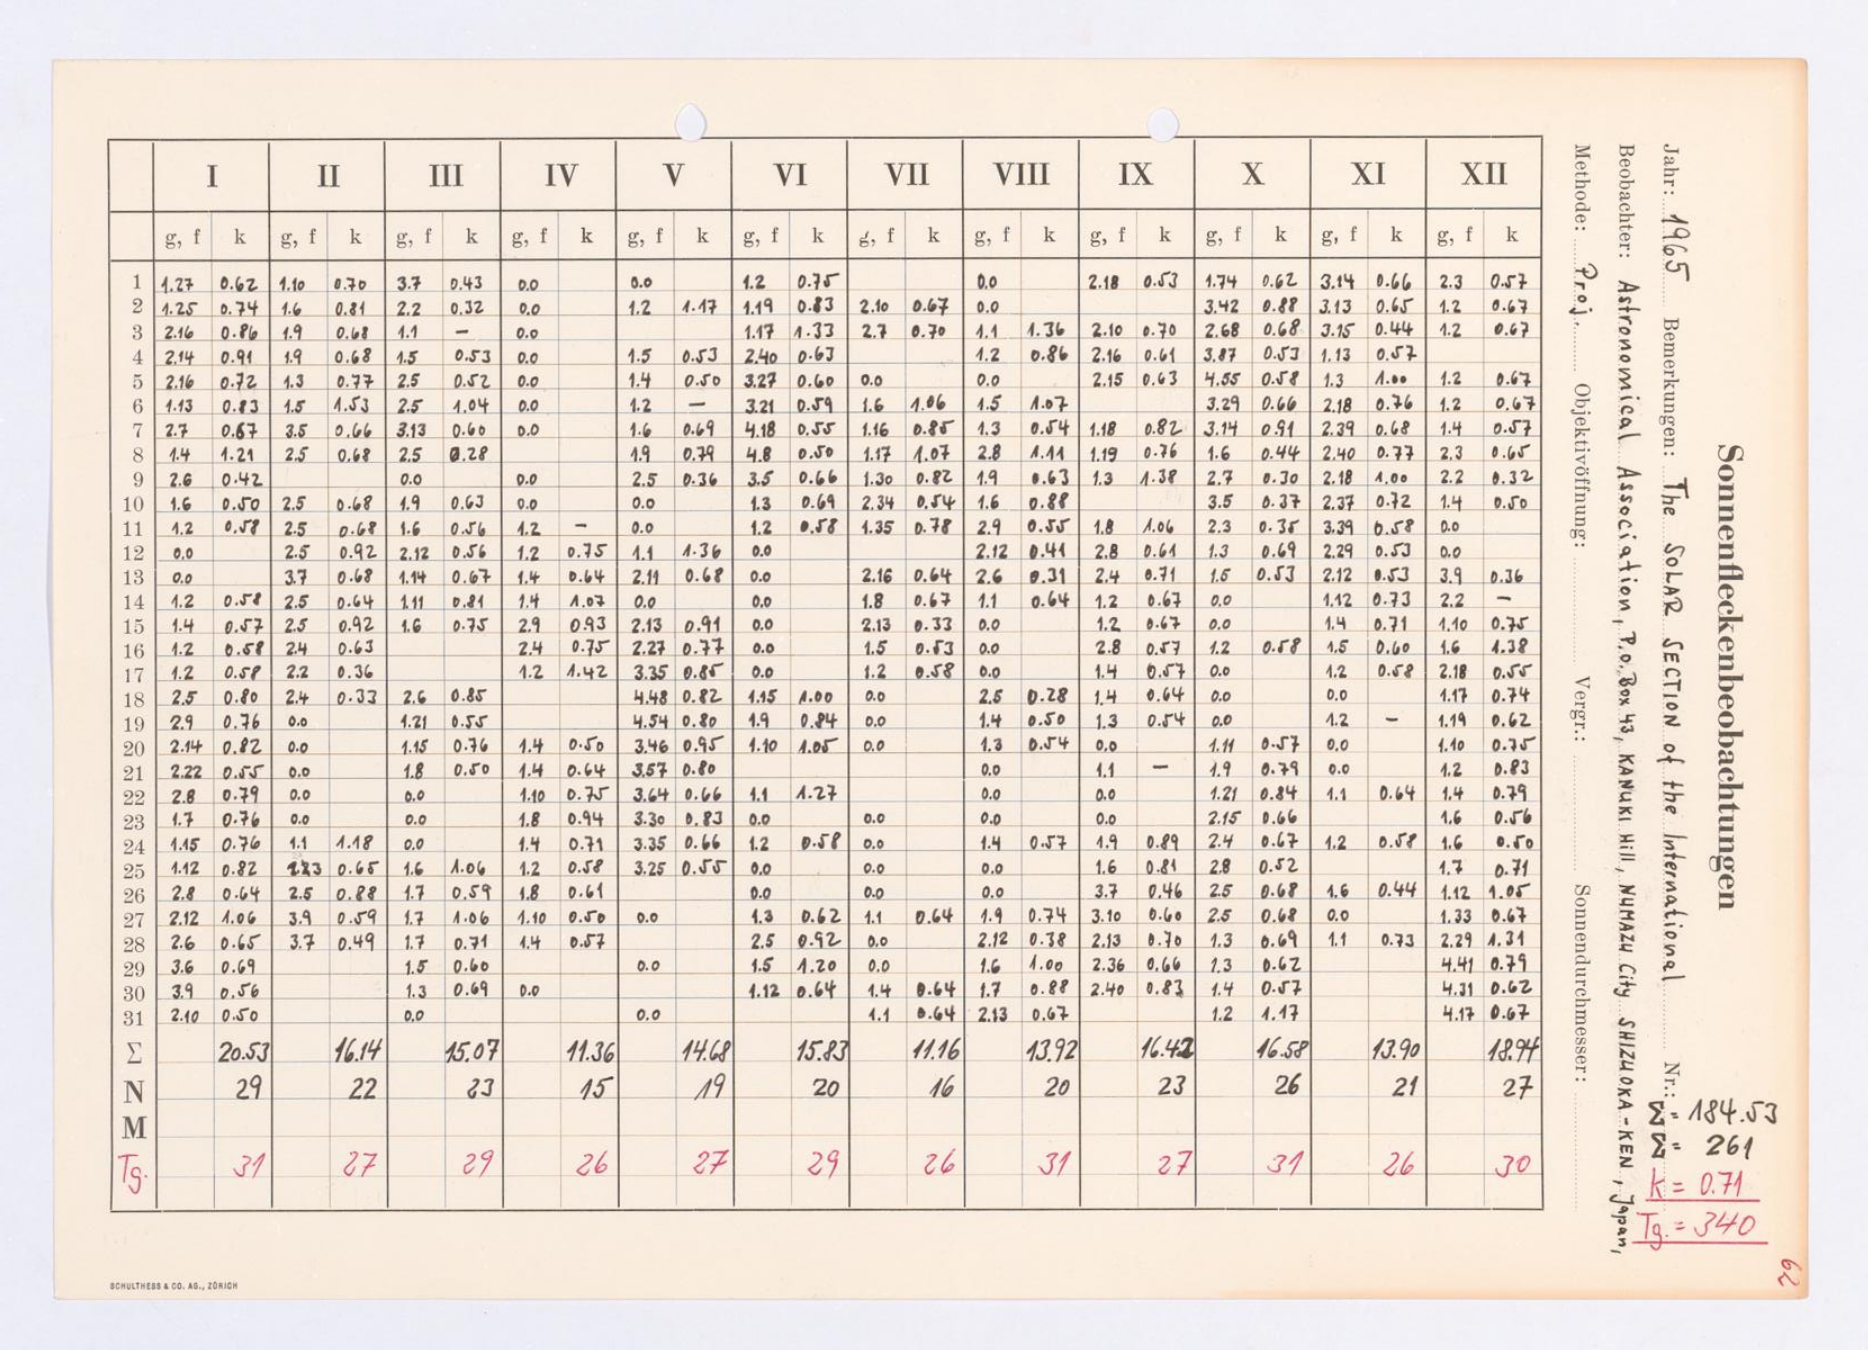 Sonnenfleckenbeobachtungen
Jahr: 1965 Bemerkungen: The SOLAR SECTION of the International Nr.:
Beobachter: Astronomical Association, P.O. Box 43, KANUKI Hill, NUMAZU City SHIZUOKA-KEN, Japan,
Methode: Proj. Objektivöffnung: Vergr.: Sonnendurchmesser:
I II III IV V VI VII VIII IX X XI XII
g, f k g, f k g, f k g, f k g, f k g, f k g, f k g, f k g, f k g, f k g, f k g, f k
1 1.27 0.62 1.10 0.70 3.7 0.43 0.0 0.0 1.2 0.75 0.0 2.18 0.53 1.74 0.62 3.14 0.66 2.3 0.57
2 1.25 0.74 1.6 0.81 2.2 0.32 0.0 1.2 1.17 1.19 0.83 2.10 0.67 0.0 3.42 0.88 3.13 0.65 1.2 0.67
3 2.16 0.86 1.9 0.68 1.1 – 0.0 1.17 1.33 2.7 0.70 1.1 1.36 2.10 0.70 2.68 0.68 3.15 0.44 1.2 0.67
4 2.14 0.91 1.9 0.68 1.5 0.53 0.0 1.5 0.53 2.40 0.63 1.2 0.86 2.16 0.61 3.87 0.53 1.13 0.57
5 2.16 0.72 1.3 0.77 2.5 0.52 0.0 1.4 0.50 3.27 0.60 0.0 0.0 2.15 0.63 4.55 0.58 1.3 1.00 1.2 0.67
6 1.13 0.83 1.5 1.53 2.5 1.04 0.0 1.2 – 3.21 0.59 1.6 1.06 1.5 1.07 3.29 0.66 2.18 0.76 1.2 0.67
7 2.7 0.67 3.5 0.66 3.13 0.60 0.0 1.6 0.69 4.18 0.55 1.16 0.85 1.3 0.54 1.18 0.82 3.14 0.91 2.39 0.68 1.4 0.57
8 1.4 1.21 2.5 0.68 2.5 0.28 1.9 0.79 4.8 0.50 1.17 1.07 2.8 1.11 1.19 0.76 1.6 0.44 2.40 0.77 2.3 0.65
9 2.6 0.42 0.0 0.0 2.5 0.36 3.5 0.66 1.30 0.82 1.9 0.63 1.3 1.38 2.7 0.30 2.18 1.00 2.2 0.32
10 1.6 0.50 2.5 0.68 1.9 0.63 0.0 0.0 1.3 0.69 2.34 0.54 1.6 0.88 3.5 0.37 2.37 0.72 1.4 0.50
11 1.2 0.58 2.5 0.68 1.6 0.56 1.2 – 0.0 1.2 0.58 1.35 0.78 2.9 0.55 1.8 1.06 2.3 0.35 3.39 0.58 0.0
12 0.0 2.5 0.92 2.12 0.56 1.2 0.75 1.1 1.36 0.0 2.12 0.41 2.8 0.61 1.3 0.69 2.29 0.53 0.0
13 0.0 3.7 0.68 1.14 0.67 1.4 0.64 2.11 0.68 0.0 2.16 0.64 2.6 0.31 2.4 0.71 1.5 0.53 2.12 0.53 3.9 0.36
14 1.2 0.58 2.5 0.64 1.11 0.81 1.4 1.07 0.0 0.0 1.8 0.67 1.1 0.64 1.2 0.67 0.0 1.12 0.73 2.2 –
15 1.4 0.57 2.5 0.92 1.6 0.75 2.9 0.93 2.13 0.91 0.0 2.13 0.33 0.0 1.2 0.67 0.0 1.4 0.71 1.10 0.75
16 1.2 0.58 2.4 0.63 2.4 0.75 2.27 0.77 0.0 1.5 0.53 0.0 2.8 0.57 1.2 0.58 1.5 0.60 1.6 1.38
17 1.2 0.58 2.2 0.36 1.2 1.42 3.35 0.85 0.0 1.2 0.58 0.0 1.4 0.57 0.0 1.2 0.58 2.18 0.55
18 2.5 0.80 2.4 0.33 2.6 0.85 4.48 0.82 1.15 1.00 0.0 2.5 0.28 1.4 0.64 0.0 0.0 1.17 0.74
19 2.9 0.76 0.0 1.21 0.55 4.54 0.80 1.9 0.84 0.0 1.4 0.50 1.3 0.54 0.0 1.2 – 1.19 0.62
20 2.14 0.82 0.0 1.15 0.76 1.4 0.50 3.46 0.95 1.10 1.05 0.0 1.3 0.54 0.0 1.11 0.57 0.0 1.10 0.75
21 2.22 0.55 0.0 1.8 0.50 1.4 0.64 3.57 0.80 0.0 1.1 – 1.9 0.79 0.0 1.2 0.83
22 2.8 0.79 0.0 0.0 1.10 0.75 3.64 0.66 1.1 1.27 0.0 0.0 1.21 0.84 1.1 0.64 1.4 0.79
23 1.7 0.76 0.0 0.0 1.8 0.94 3.30 0.83 0.0 0.0 0.0 0.0 2.15 0.66 1.6 0.56
24 1.15 0.76 1.1 1.18 0.0 1.4 0.71 3.35 0.66 1.2 0.58 0.0 1.4 0.57 1.9 0.89 2.4 0.67 1.2 0.58 1.6 0.50
25 1.12 0.82 0.65 1.6 1.06 1.2 0.58 3.25 0.55 0.0 0.0 0.0 1.6 0.81 2.8 0.52 1.7 0.71
26 2.8 0.64 2.5 0.88 1.7 0.59 1.8 0.61 0.0 0.0 0.0 3.7 0.46 2.5 0.68 1.6 0.44 1.12 1.05
27 2.12 1.06 3.9 0.59 1.7 1.06 1.10 0.50 0.0 1.3 0.62 1.1 0.64 1.9 0.74 3.10 0.60 2.5 0.68 0.0 1.33 0.67
28 2.6 0.65 3.7 0.49 1.7 0.71 1.4 0.57 2.5 0.92 0.0 2.12 0.38 2.13 0.70 1.3 0.69 1.1 0.73 2.29 1.31
29 3.6 0.69 1.5 0.60 0.0 1.5 1.20 0.0 1.6 1.00 2.36 0.66 1.3 0.62 4.41 0.79
30 3.9 0.56 1.3 0.69 0.0 1.12 0.64 1.4 0.64 1.7 0.88 2.40 0.83 1.4 0.57 4.31 0.62
31 2.10 0.50 0.0 0.0 1.1 0.64 2.13 0.67 1.2 1.17 4.17 0.67
Σ 20.53 16.14 15.07 11.36 14.68 15.83 11.16 13.92 16.42 16.58 13.90 18.94
N 29 22 23 15 19 20 16 20 23 26 21 27
M
Tg. 31 27 29 26 27 29 26 31 27 31 26 30
Σ= 184.53
Σ= 261
k = 0.71
Tg. = 340
62
SCHULTHESS & CO. AG., ZÜRICH